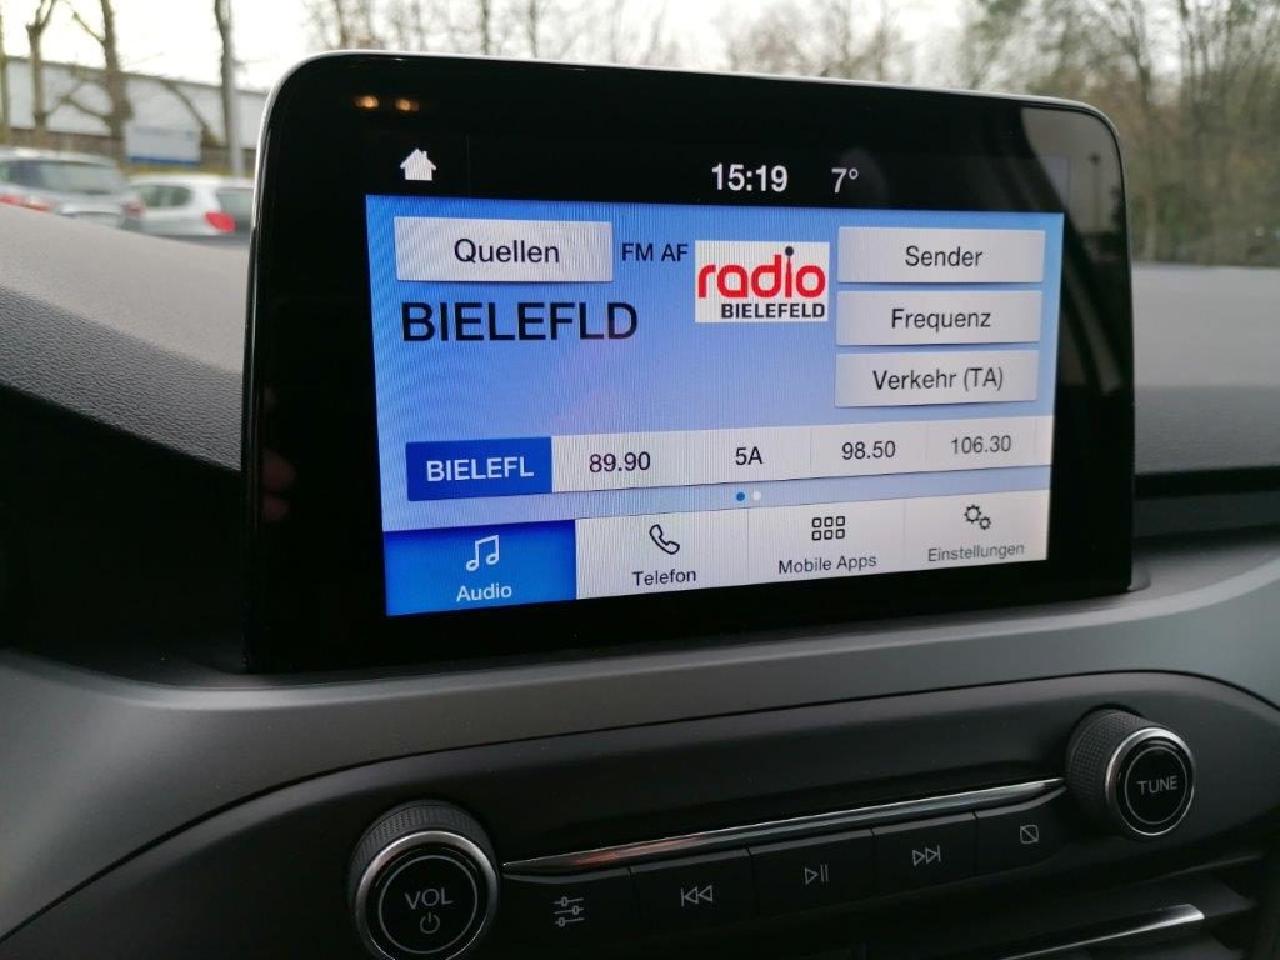 15:19 7°
Quellen
FM AF
radio
BIELEFELD
Sender
BIELEFLD
Frequenz
Verkehr (TA)
BIELEFL 89.90 5A 98.50 106.30
Audio Telefon Mobile Apps Einstellungen
TUNE
VOL